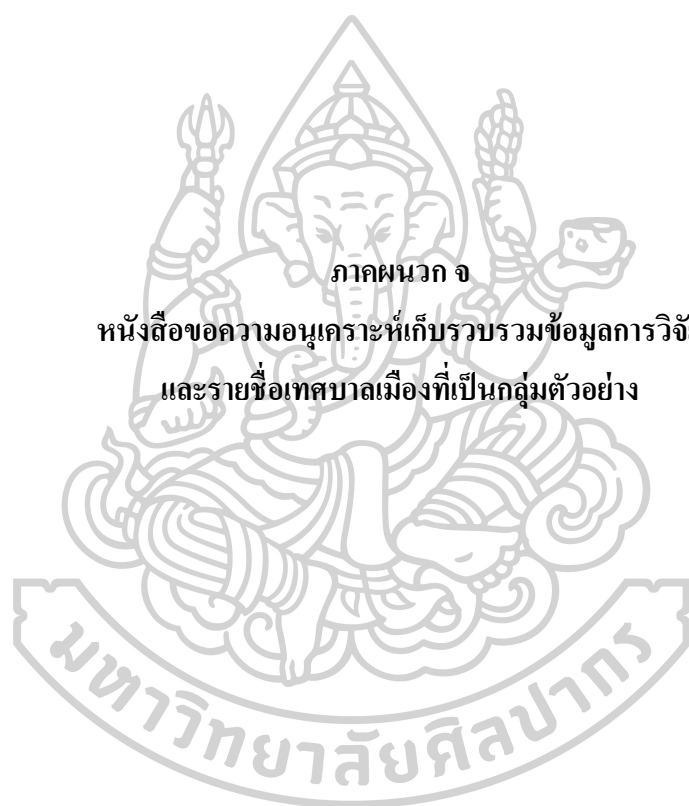 ภาคผนวก จ
หนังสือขอความอนุเคราะห์เก็บรวบรวมข้อมูลการวิจั
และรายชื่อเทศบาลเมืองที่เป็นกลุ่มตัวอย่าง
มหาวิทยาลัยศิลปากร